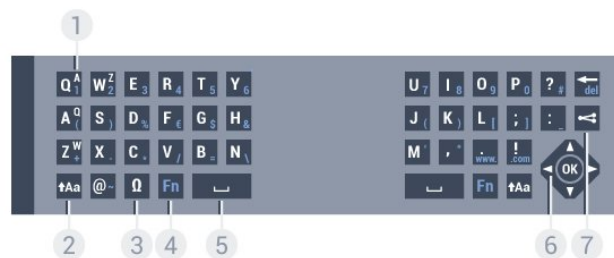 1
Q A 1 W Z 2 E 3 R 4 T 5 Y 6 U 7 I 8 O 9 P 0 ? # del
A Q ( S ) D % F € G $ H & J ( K ) L [ ; ] : _
Z W + X - C * V / B = N \ M ' , " . www. ! .com OK
Aa @ ~ Ω Fn Fn Aa
2 3 4 5 6 7